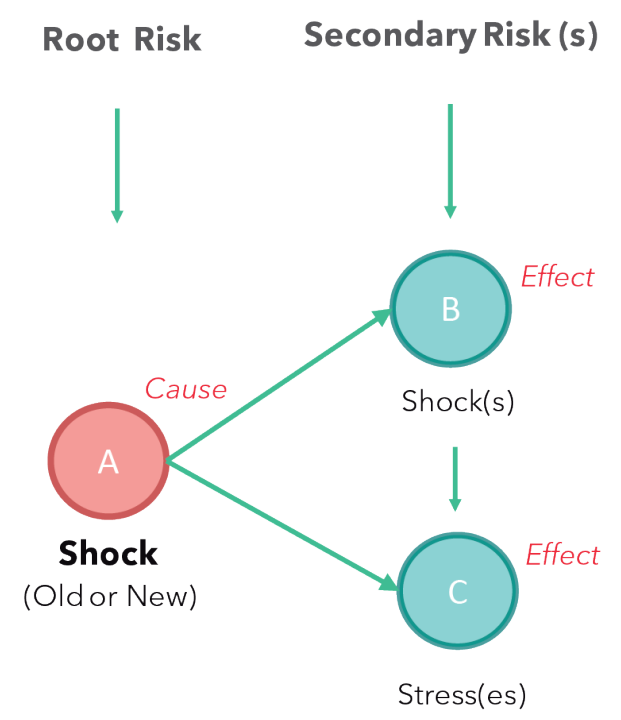 Root Risk
Secondary Risk (s)
Effect
B
Cause
Shock(s)
A
Shock
(Old or New)
Effect
C
Stress(es)